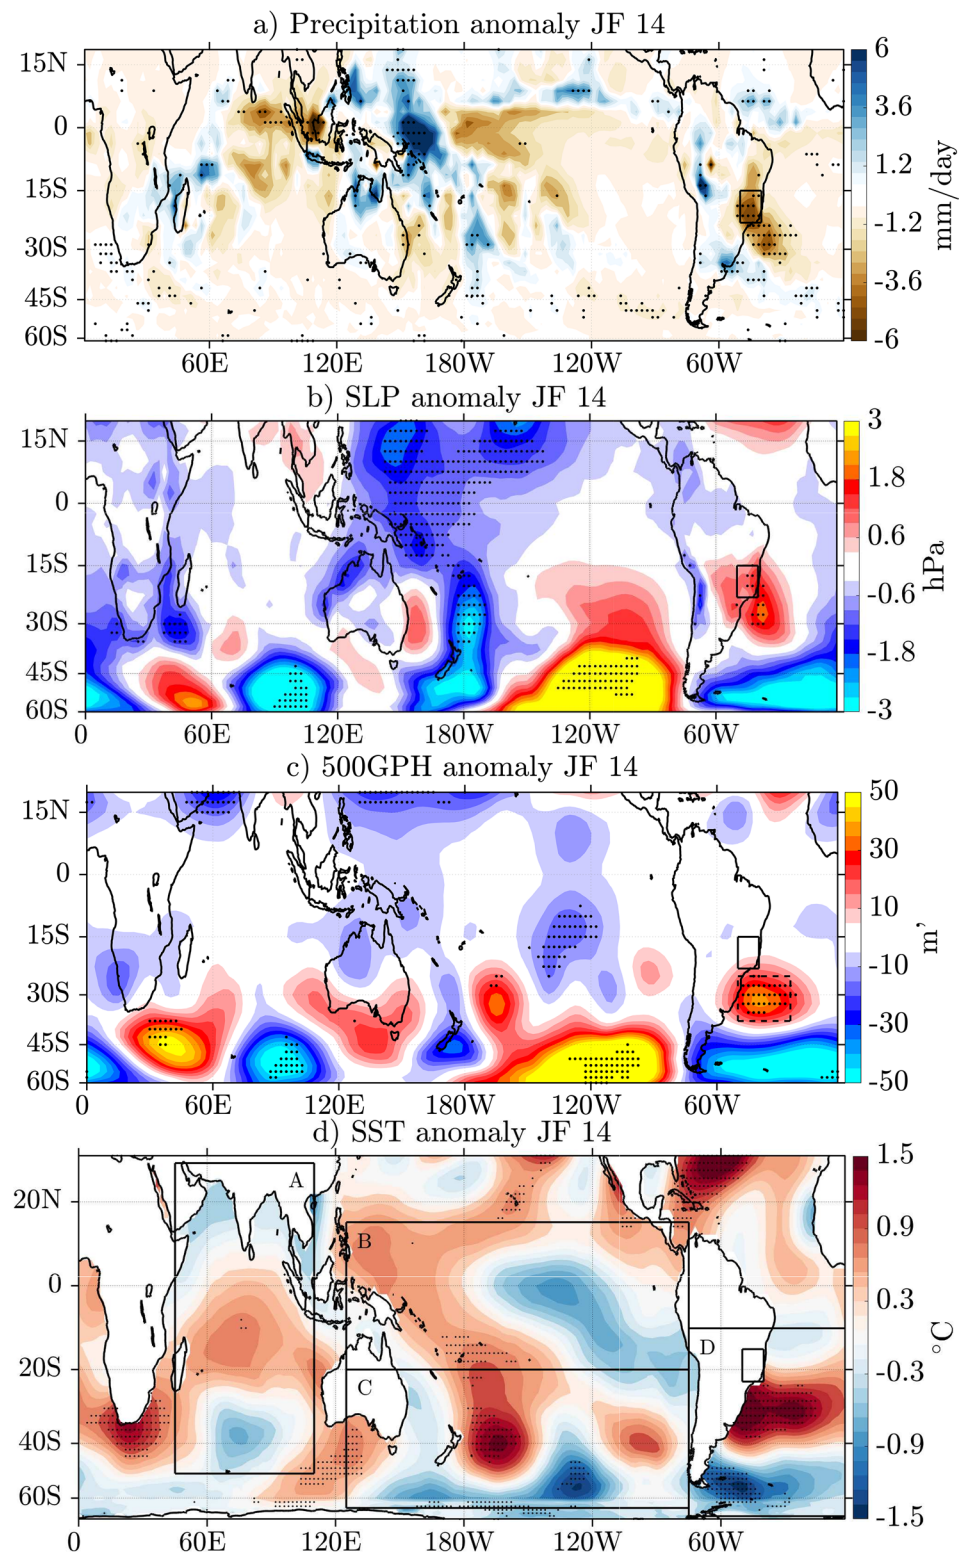 a) Precipitation anomaly JF 14
15N
0
15S
30S
45S
60S
60E 120E 180W 120W 60W
6
3.6
1.2
-1.2
-3.6
-6
mm/day
b) SLP anomaly JF 14
15N
0
15S
30S
45S
60S
0 60E 120E 180W 120W 60W
3
1.8
0.6
-0.6
-1.8
-3
hPa
c) 500GPH anomaly JF 14
15N
0
15S
30S
45S
60S
0 60E 120E 180W 120W 60W
50
30
10
-10
-30
-50
m'
d) SST anomaly JF 14
A
B
C
D
20N
0
20S
40S
60S
0 60E 120E 180W 120W 60W
1.5
0.9
0.3
-0.3
-0.9
-1.5
°C